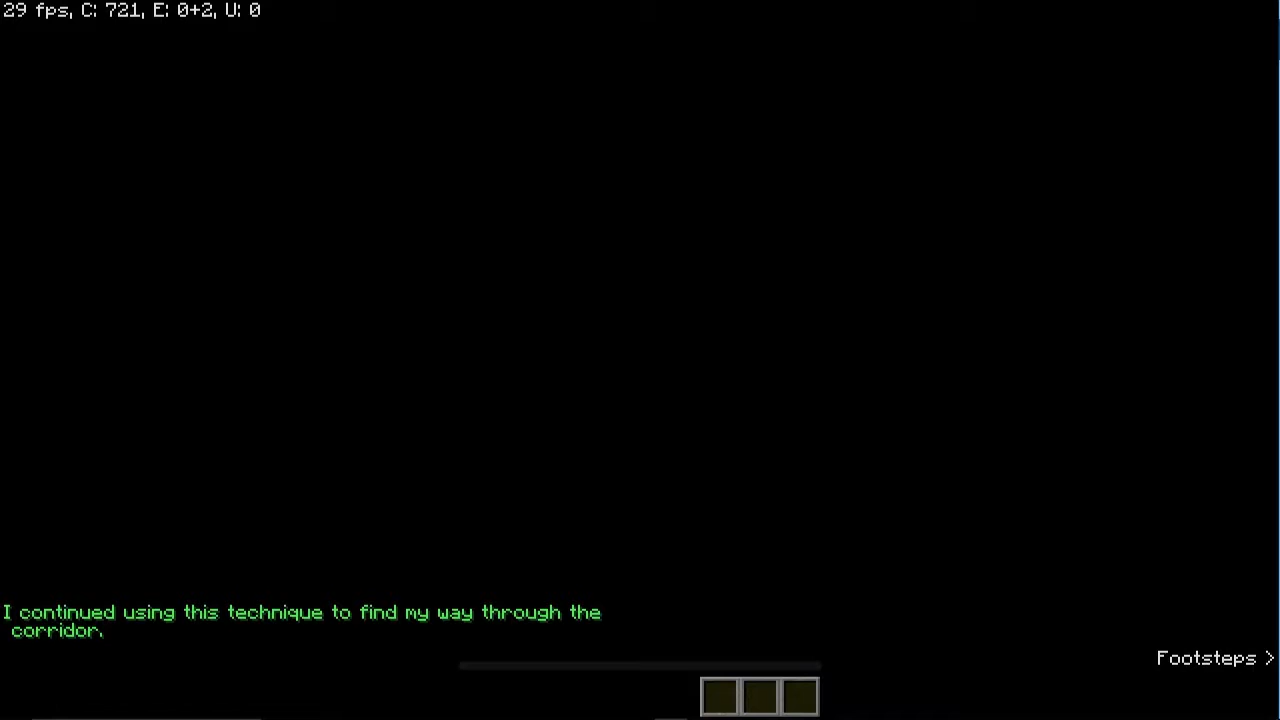 29 fps, C: 721, E: 0+2, U: 0
I continued using this technique to find my way through the
corridor.
Footsteps >